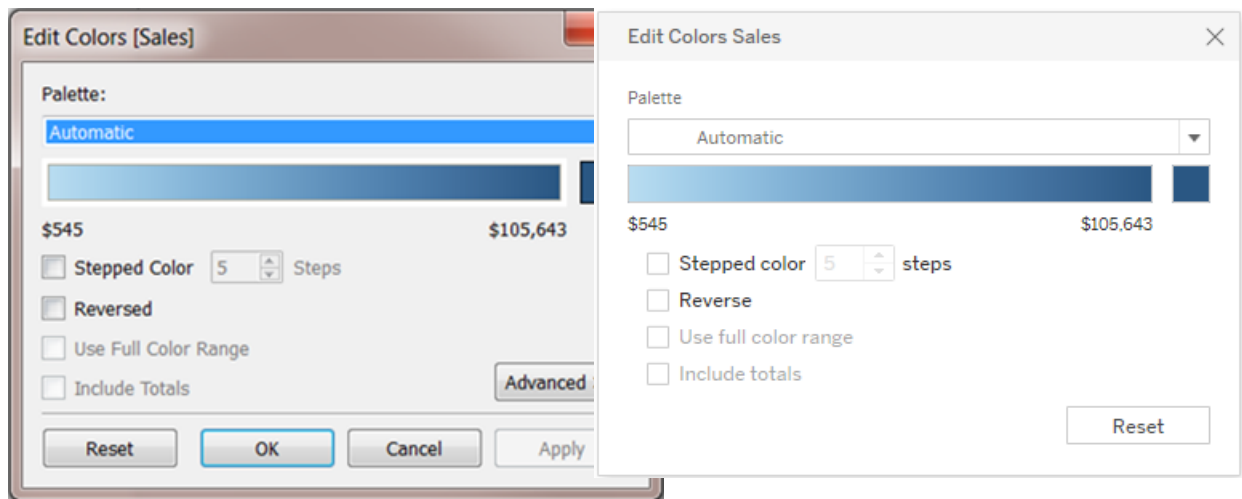 Edit Colors [Sales]
Palette:
Automatic
$545 $105,643
Stepped Color 5 Steps
Reversed
Use Full Color Range
Include Totals
Advanced
Reset OK Cancel Apply
Edit Colors Sales
Palette
Automatic
$545 $105,643
Stepped color 5 steps
Reverse
Use full color range
Include totals
Reset